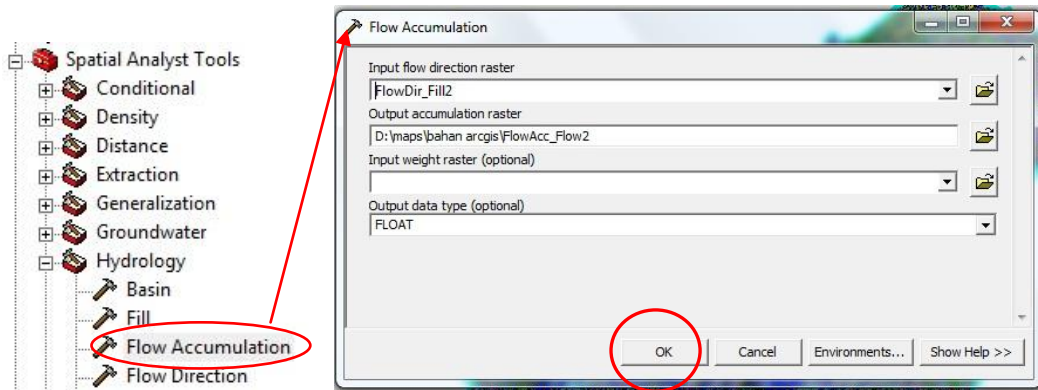 Spatial Analyst Tools
Conditional
Density
Distance
Extraction
Generalization
Groundwater
Hydrology
Basin
Fill
Flow Accumulation
Flow Direction
Flow Accumulation
Input flow direction raster
FlowDir_Fill2
Output accumulation raster
D:\maps\bahan arcgis\FlowAcc_Flow2
Input weight raster (optional)
Output data type (optional)
FLOAT
OK
Cancel
Environments...
Show Help >>